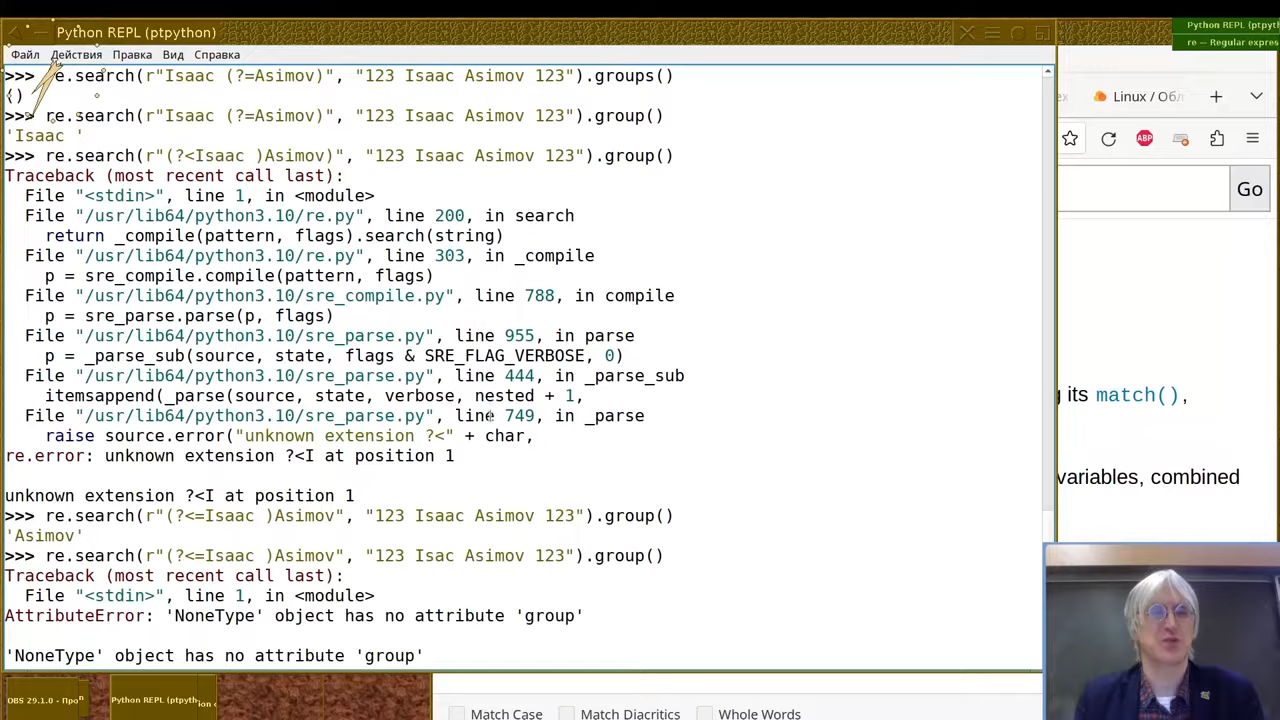 Python REPL (ptpython)
Файл Действия Правка Вид Справка
>>> re.search(r"Isaac (?=Asimov)", "123 Isaac Asimov 123").groups()
()
>>> re.search(r"Isaac (?=Asimov)", "123 Isaac Asimov 123").group()
'Isaac '
>>> re.search(r"(?<Isaac )Asimov)", "123 Isaac Asimov 123").group()
Traceback (most recent call last):
File "<stdin>", line 1, in <module>
File "/usr/lib64/python3.10/re.py", line 200, in search
return _compile(pattern, flags).search(string)
File "/usr/lib64/python3.10/re.py", line 303, in _compile
p = sre_compile.compile(pattern, flags)
File "/usr/lib64/python3.10/sre_compile.py", line 788, in compile
p = sre_parse.parse(p, flags)
File "/usr/lib64/python3.10/sre_parse.py", line 955, in parse
p = _parse_sub(source, state, flags & SRE_FLAG_VERBOSE, 0)
File "/usr/lib64/python3.10/sre_parse.py", line 444, in _parse_sub
itemsappend(_parse(source, state, verbose, nested + 1,
File "/usr/lib64/python3.10/sre_parse.py", line 749, in _parse
raise source.error("unknown extension ?<" + char,
re.error: unknown extension ?<I at position 1
unknown extension ?<I at position 1
>>> re.search(r"(?<=Isaac )Asimov", "123 Isaac Asimov 123").group()
'Asimov'
>>> re.search(r"(?<=Isaac )Asimov", "123 Isac Asimov 123").group()
Traceback (most recent call last):
File "<stdin>", line 1, in <module>
AttributeError: 'NoneType' object has no attribute 'group'
'NoneType' object has no attribute 'group'
Python REPL (ptpython)
re — Regular expres
Linux / Обл
ABP
Go
its match(),
variables, combined
DBS 29.1.0 - Про
Python REPL (ptpyth
Match Case Match Diacritics Whole Words